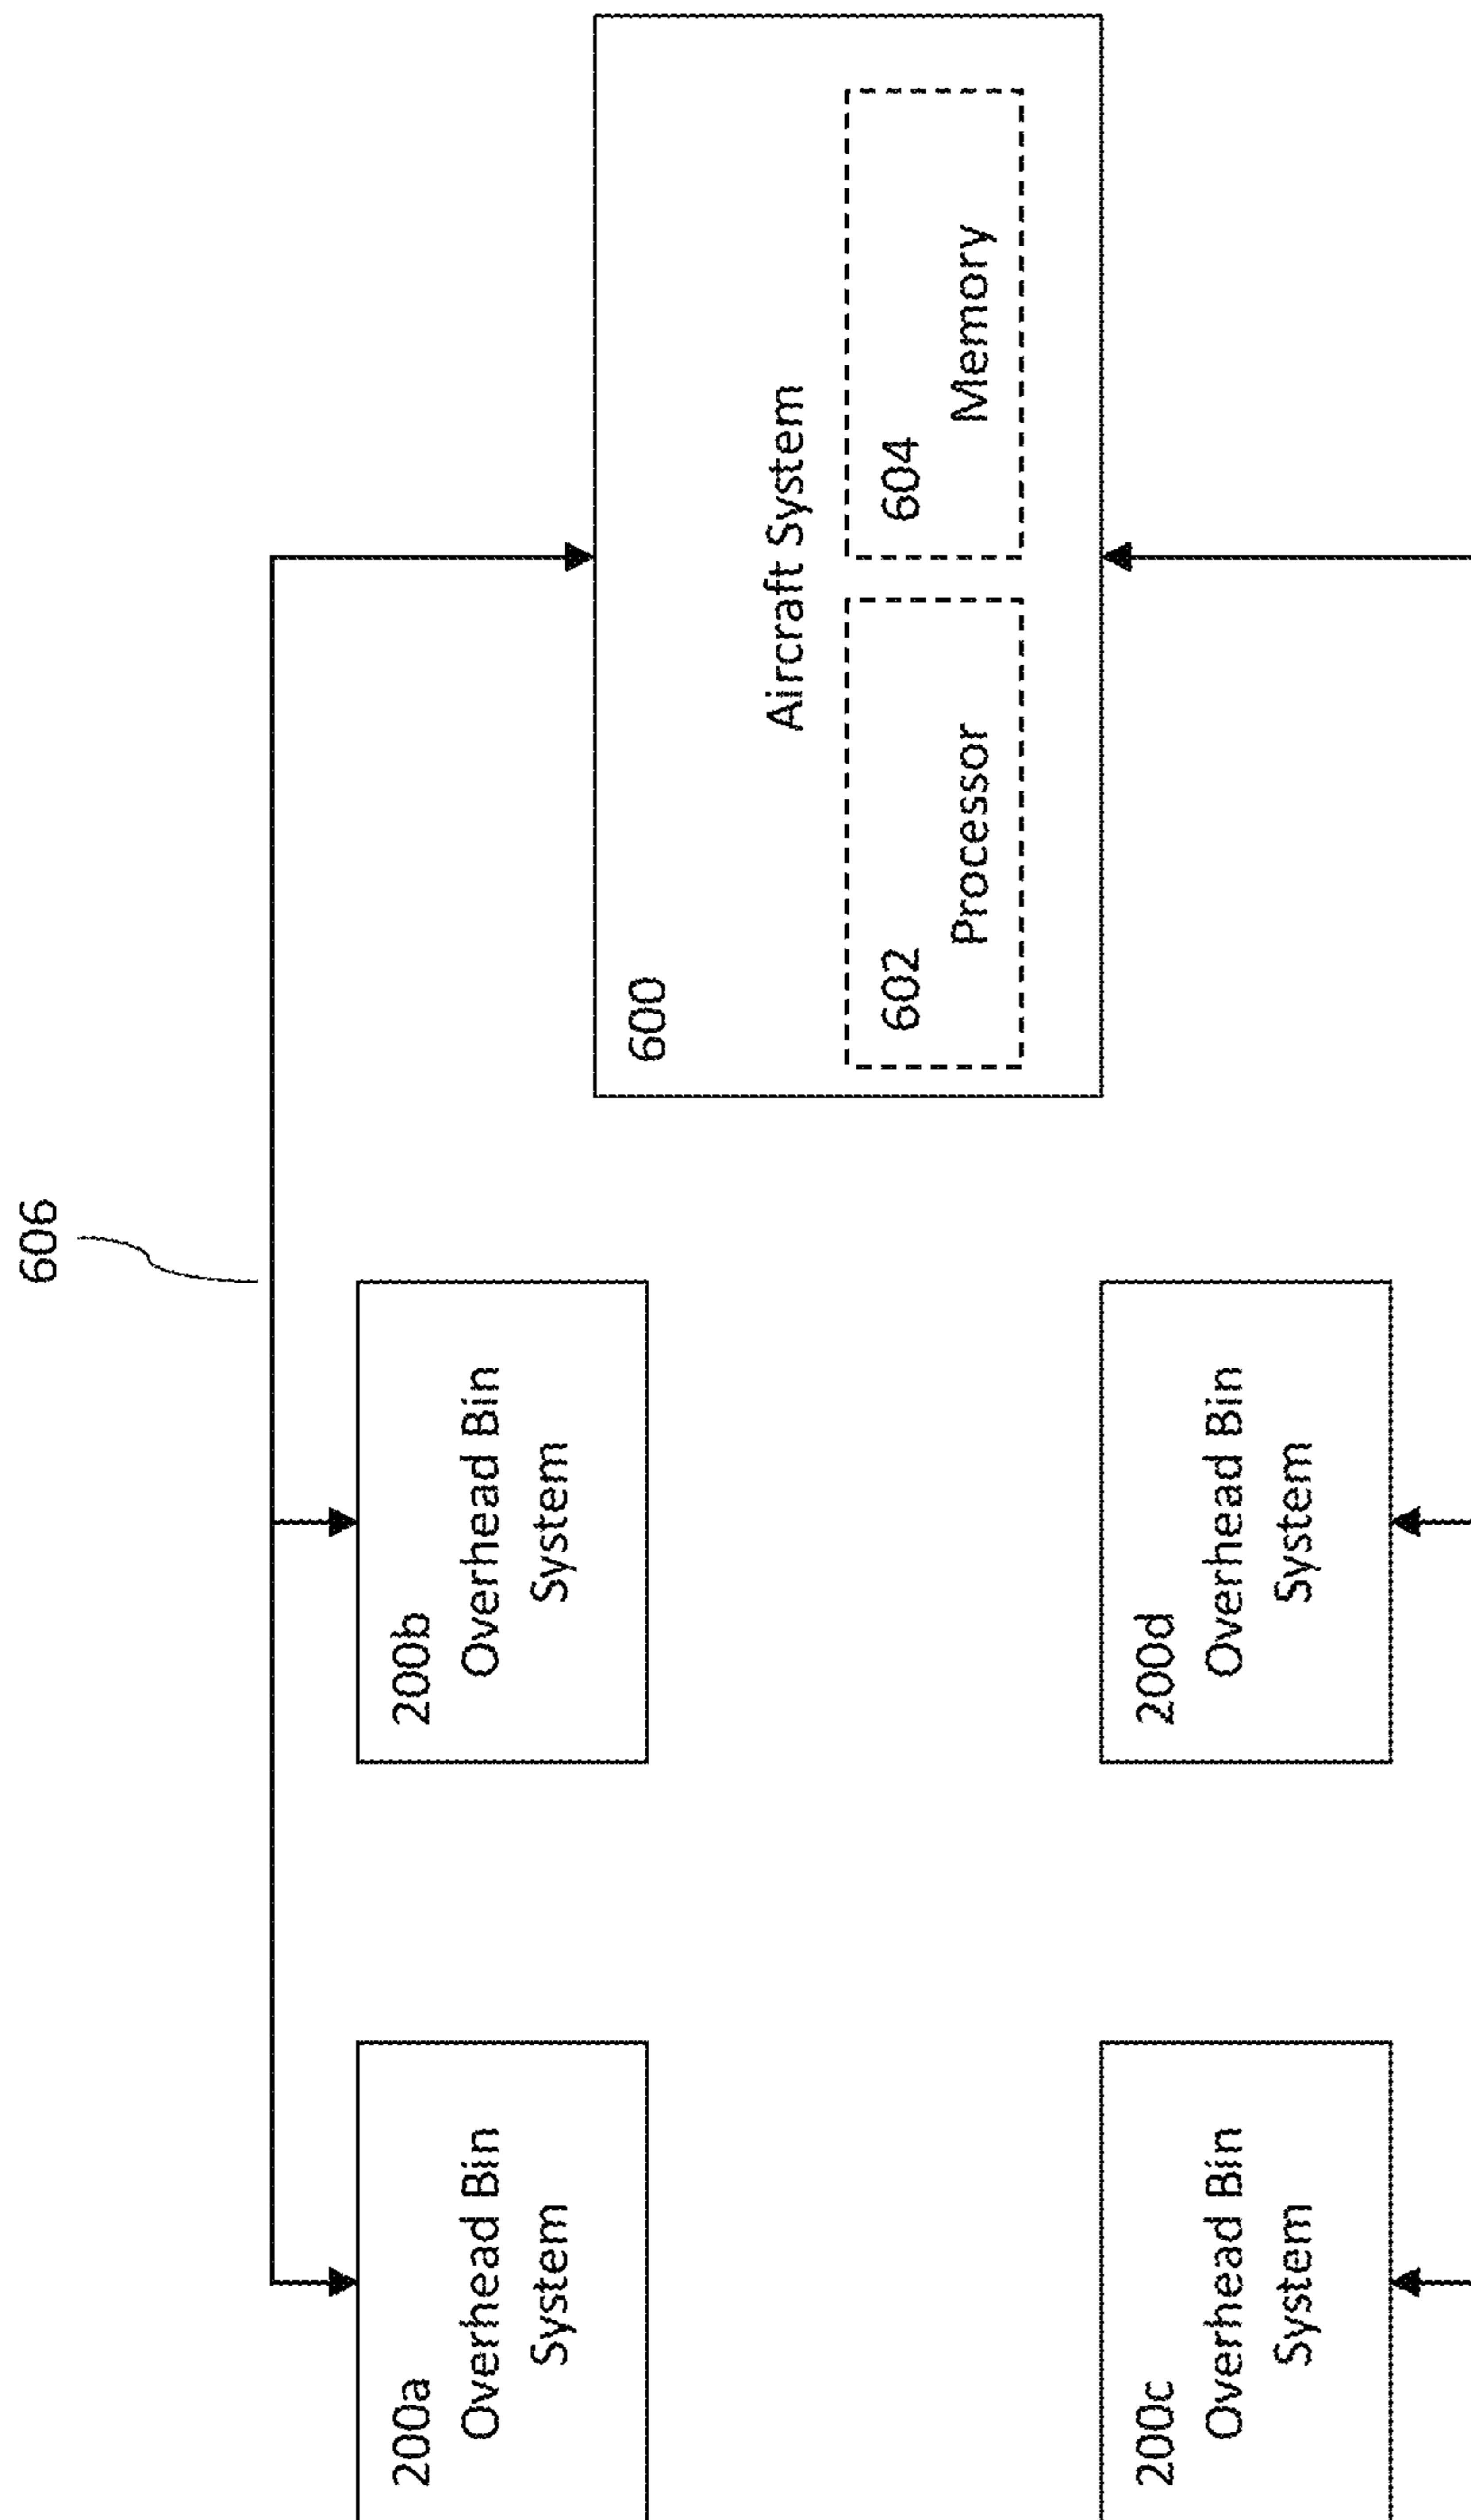 606
200a
Overhead Bin
System
200b
Overhead Bin
System
600
Aircraft System
602
Processor
604
Memory
200c
Overhead Bin
System
200d
Overhead Bin
System